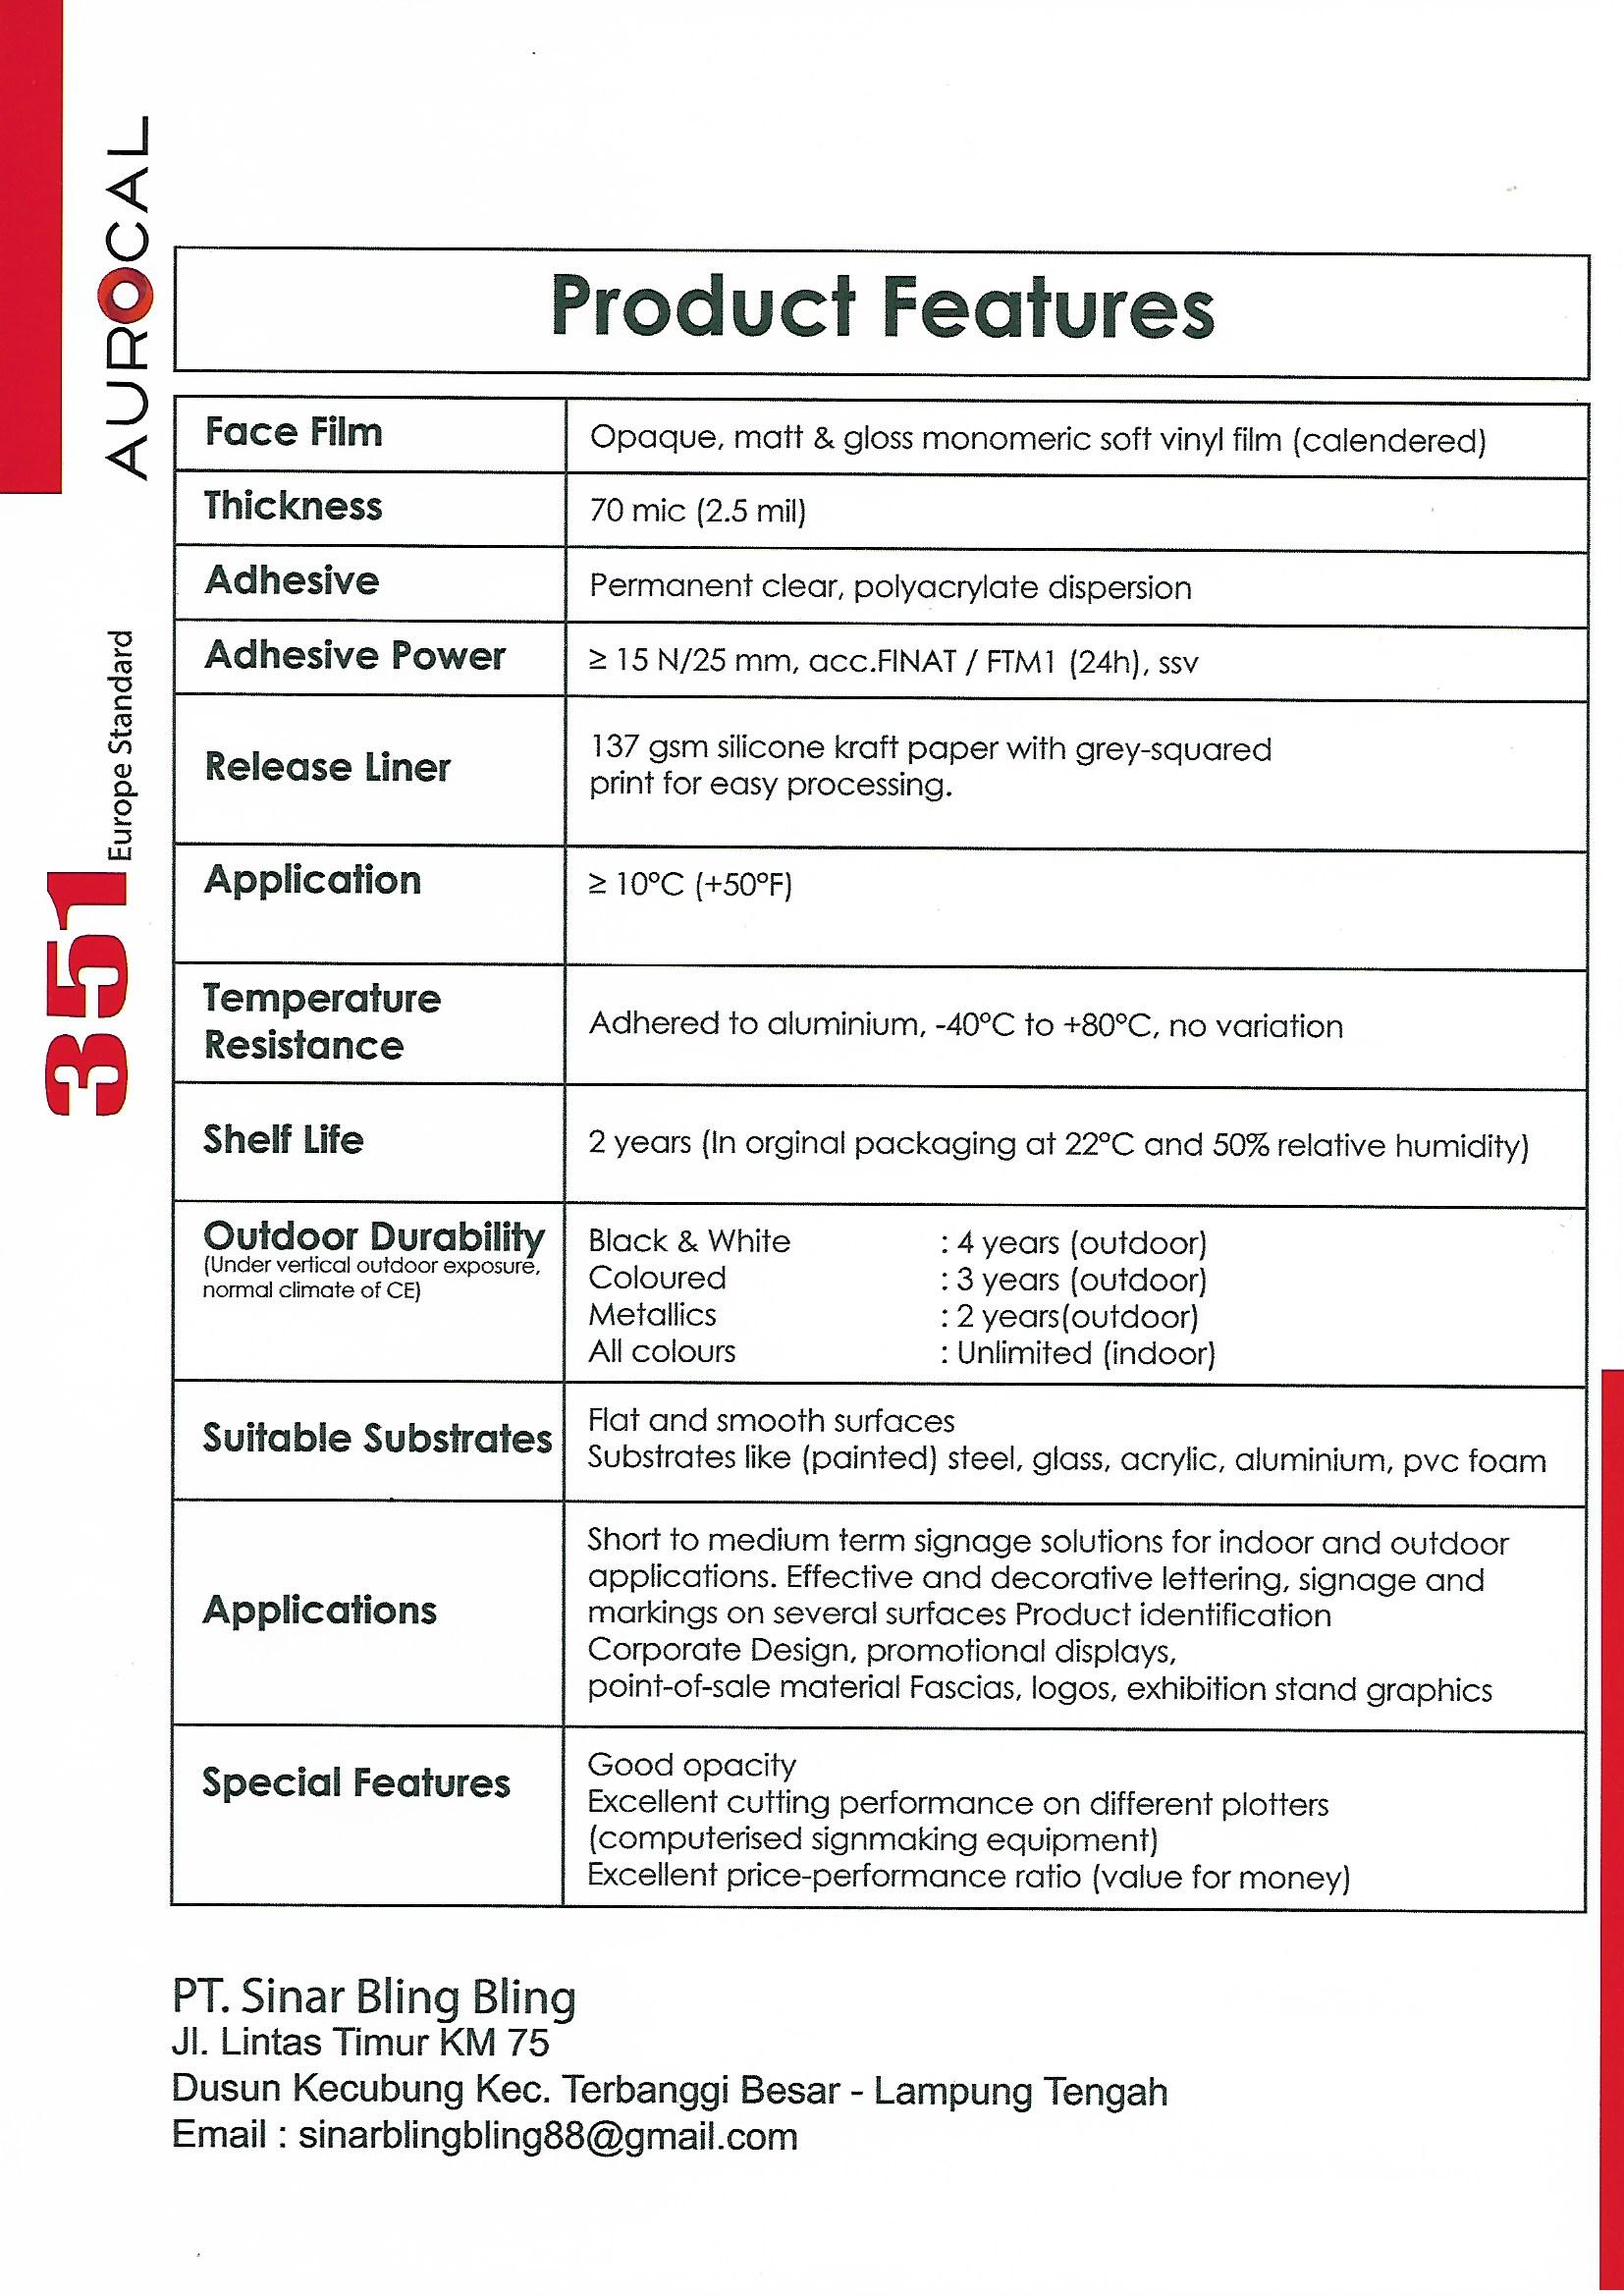 AUROCAL
351 Europe Standard
Product Features
Face Film
Opaque, matt & gloss monomeric soft vinyl film (calendered)
Thickness
70 mic (2.5 mil)
Adhesive
Permanent clear, polyacrylate dispersion
Adhesive Power
≥ 15 N/25 mm, acc.FINAT / FTM1 (24h), ssv
Release Liner
137 gsm silicone kraft paper with grey-squared
print for easy processing.
Application
≥ 10ºC (+50ºF)
Temperature
Resistance
Adhered to aluminium, -40ºC to +80ºC, no variation
Shelf Life
2 years (In orginal packaging at 22ºC and 50% relative humidity)
Outdoor Durability
(Under vertical outdoor exposure,
normal climate of CE)
Black & White : 4 years (outdoor)
Coloured : 3 years (outdoor)
Metallics : 2 years(outdoor)
All colours : Unlimited (indoor)
Suitable Substrates
Flat and smooth surfaces
Substrates like (painted) steel, glass, acrylic, aluminium, pvc foam
Applications
Short to medium term signage solutions for indoor and outdoor
applications. Effective and decorative lettering, signage and
markings on several surfaces Product identification
Corporate Design, promotional displays,
point-of-sale material Fascias, logos, exhibition stand graphics
Special Features
Good opacity
Excellent cutting performance on different plotters
(computerised signmaking equipment)
Excellent price-performance ratio (value for money)
PT. Sinar Bling Bling
Jl. Lintas Timur KM 75
Dusun Kecubung Kec. Terbanggi Besar - Lampung Tengah
Email : sinarblingbling88@gmail.com